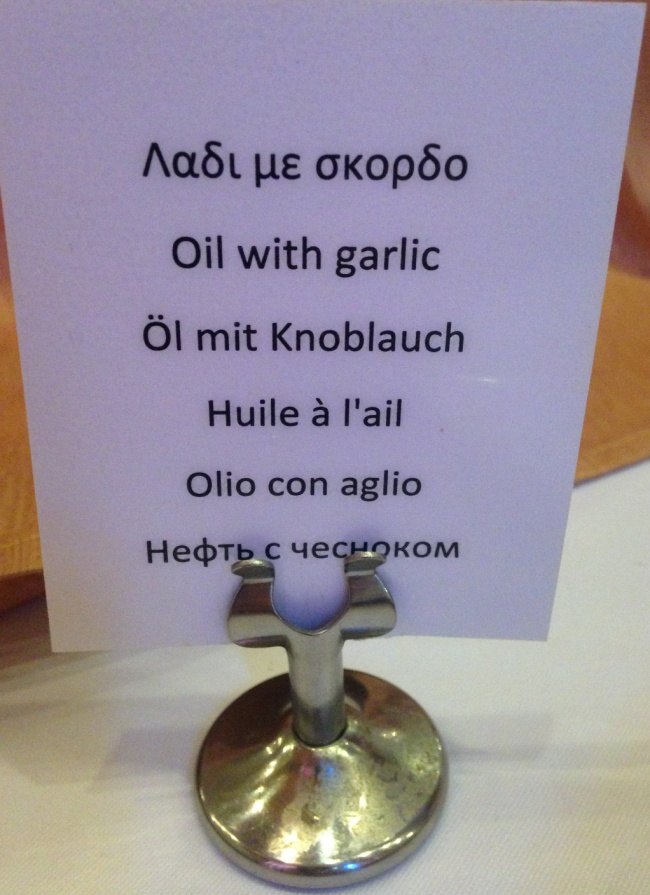 Λαδι με σκορδο
Oil with garlic
Öl mit Knoblauch
Huile à l'ail
Olio con aglio
Нефть с чесноком